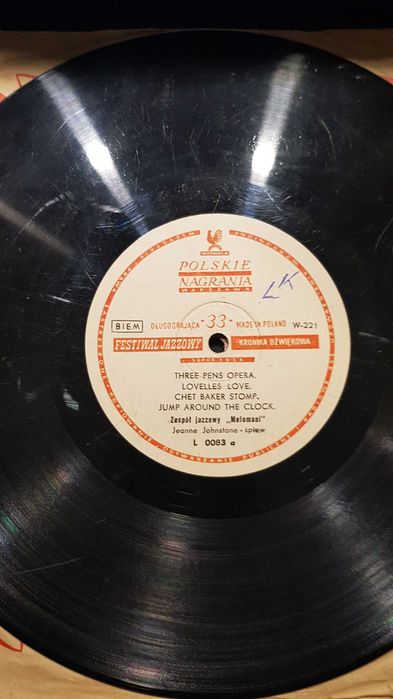 MUZA
POLSKIE
NAGRANIA
WARSZAWA
LK
BIEM DŁUGOGRAJĄCA 33 MADE IN POLAND W-221
FESTIWAL JAZZOWY KRONIKA DŹWIĘKOWA
SOPOT 1956
THREE PENS OPERA.
LOVELLES LOVE.
CHET BAKER STOMP.
JUMP AROUND THE CLOCK.
Zespół jazzowy „Melomani"
Jeanne Johnstone - śpiew
L 0083 a